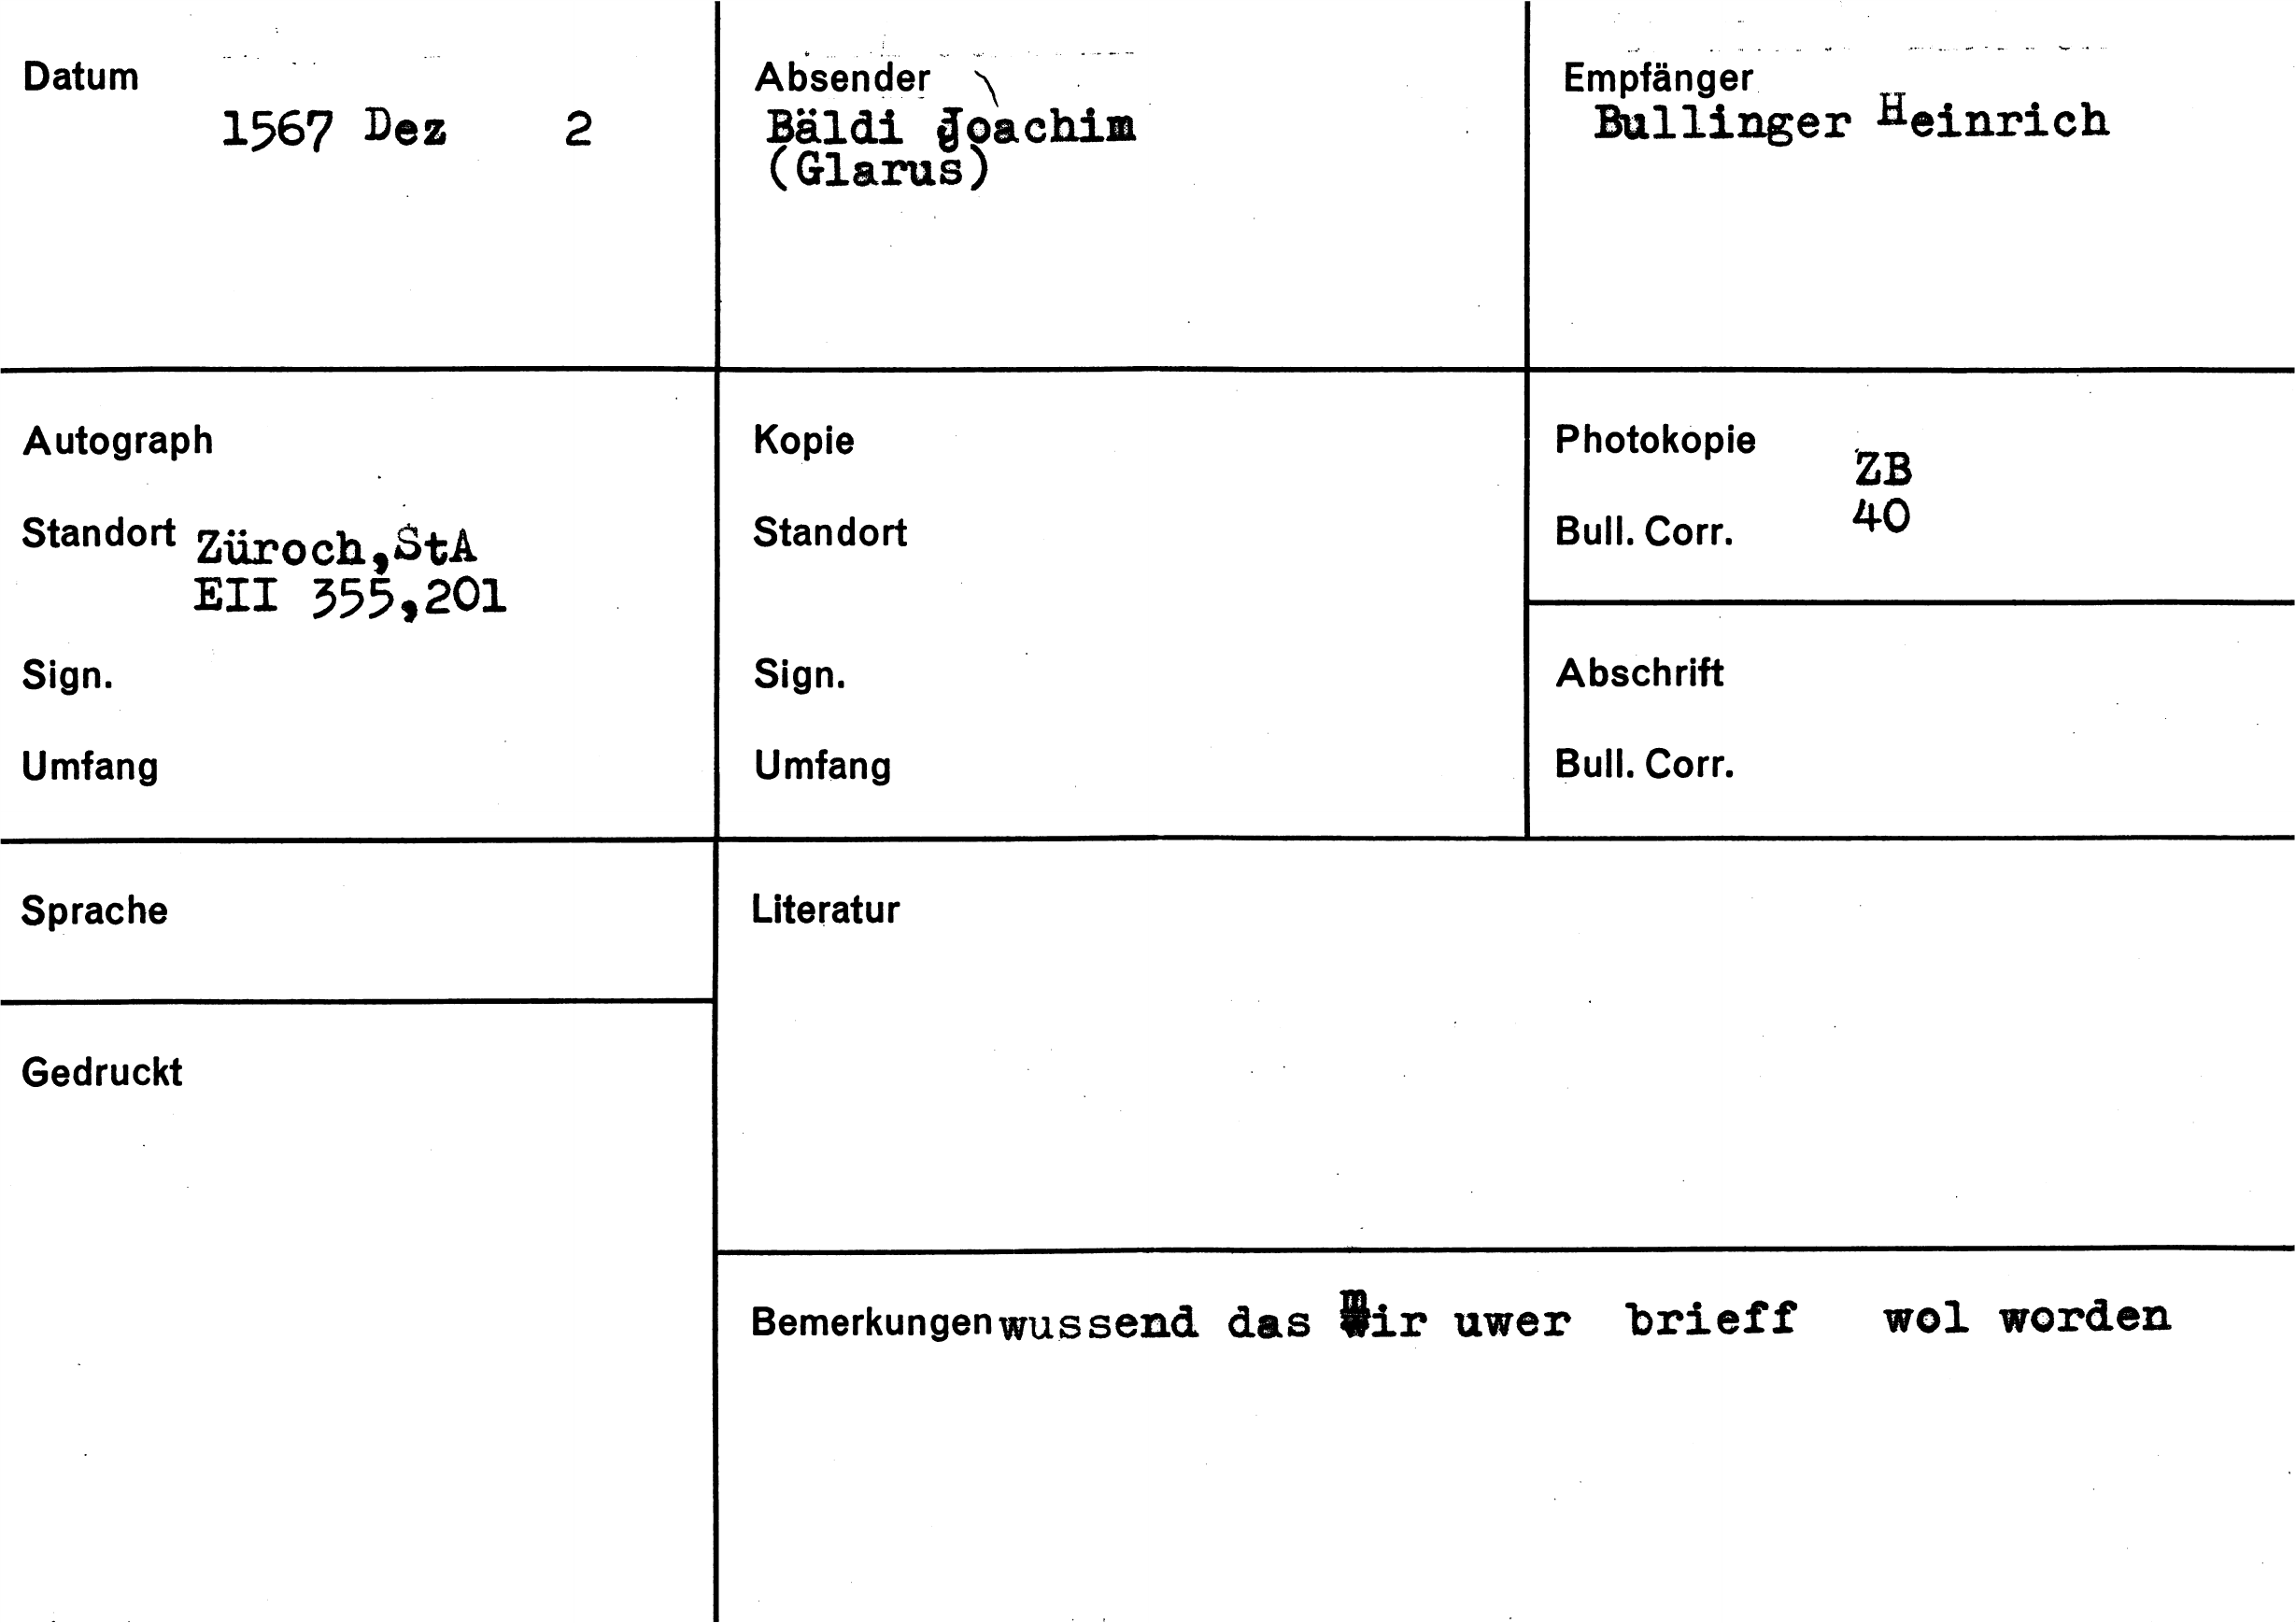 Datum
1567 Dez 2
Absender
Bäldi Joachim
(Glarus)
Empfänger
Bullinger Heinrich
Autograph
Standort Züroch,StA
EII 355,201
Sign.
Umfang
Kopie
Standort
Sign.
Umfang
Photokopie ZB
Bull. Corr. 40
Abschrift
Bull. Corr.
Sprache
Gedruckt
Literatur
Bemerkungen wussend das mir uwer brieff wol worden